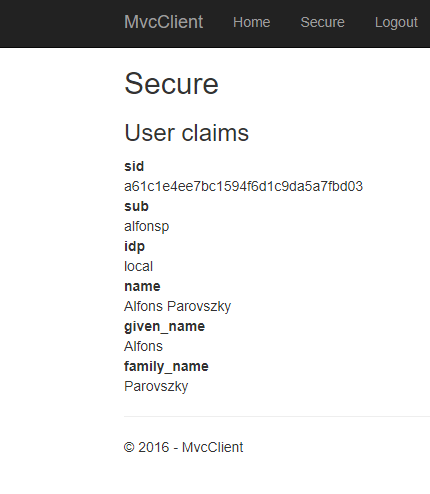 MvcClient Home Secure Logout
Secure
User claims
sid
a61c1e4ee7bc1594f6d1c9da5a7fbd03
sub
alfonsp
idp
local
name
Alfons Parovszky
given_name
Alfons
family_name
Parovszky
© 2016 - MvcClient